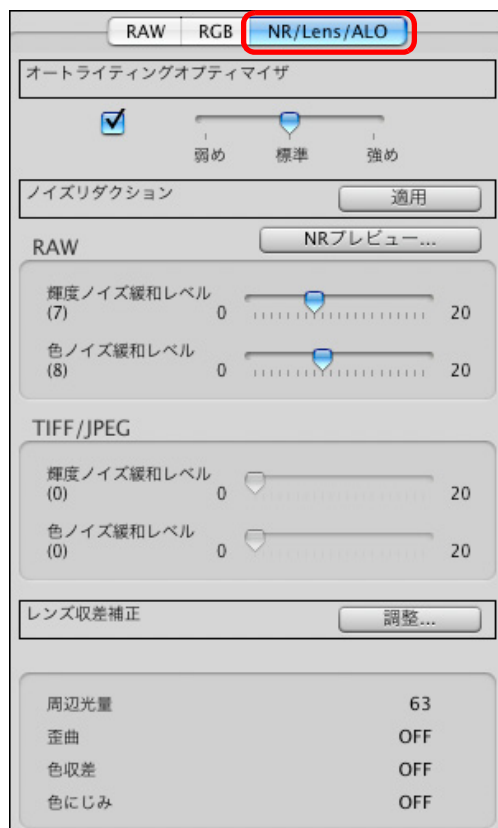 RAW RGB NR/Lens/ALO
オートライティングオプティマイザ
弱め 標準 強め
ノイズリダクション 適用
RAW NRプレビュー...
輝度ノイズ緩和レベル
(7) 0 20
色ノイズ緩和レベル
(8) 0 20
TIFF/JPEG
輝度ノイズ緩和レベル
(0) 0 20
色ノイズ緩和レベル
(0) 0 20
レンズ収差補正 調整...
周辺光量 63
歪曲 OFF
色収差 OFF
色にじみ OFF